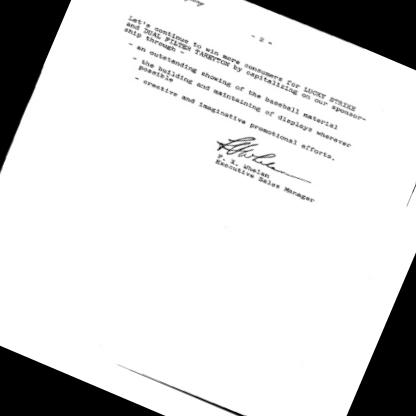 - 2 -
Let's continue to win more consumers for LUCKY STRIKE
and DUAL FILTER TAREYTON by capitalizing on our sponsor-
ship through -
- an outstanding showing of the baseball material
- the building and maintaining of displays wherever
possible
- creative and imaginative promotional efforts.
F. X. Whelan
Executive Sales Manager